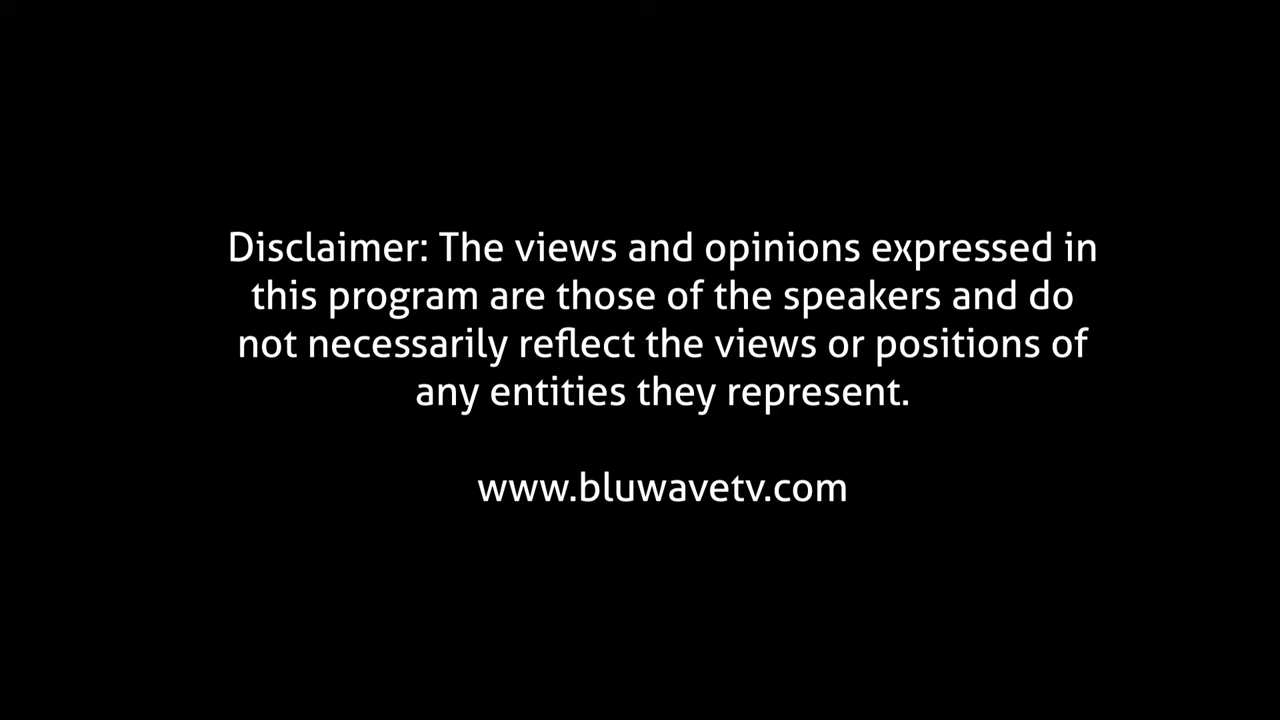 Disclaimer: The views and opinions expressed in
this program are those of the speakers and do
not necessarily reflect the views or positions of
any entities they represent.
www.bluwavetv.com